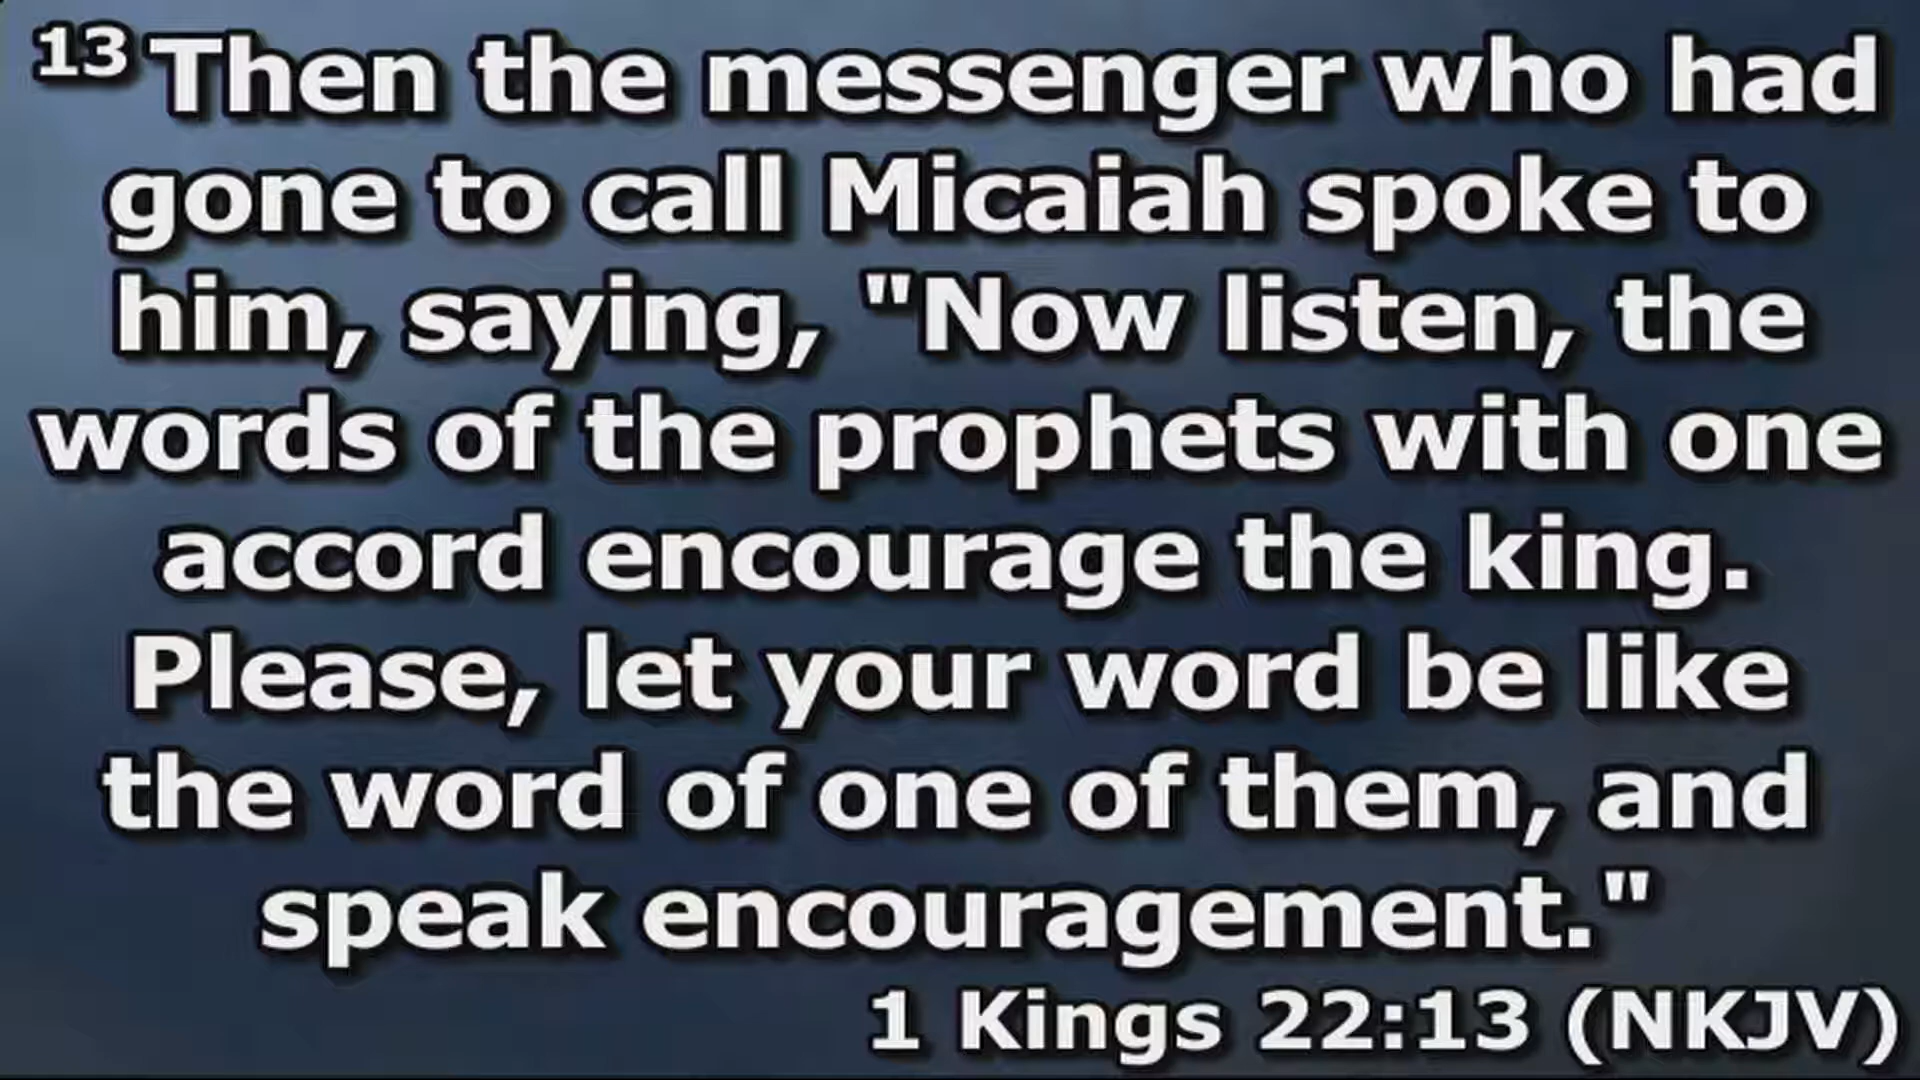 13 Then the messenger who had
gone to call Micaiah spoke to
him, saying, "Now listen, the
words of the prophets with one
accord encourage the king.
Please, let your word be like
the word of one of them, and
speak encouragement."
1 Kings 22:13 (NKJV)